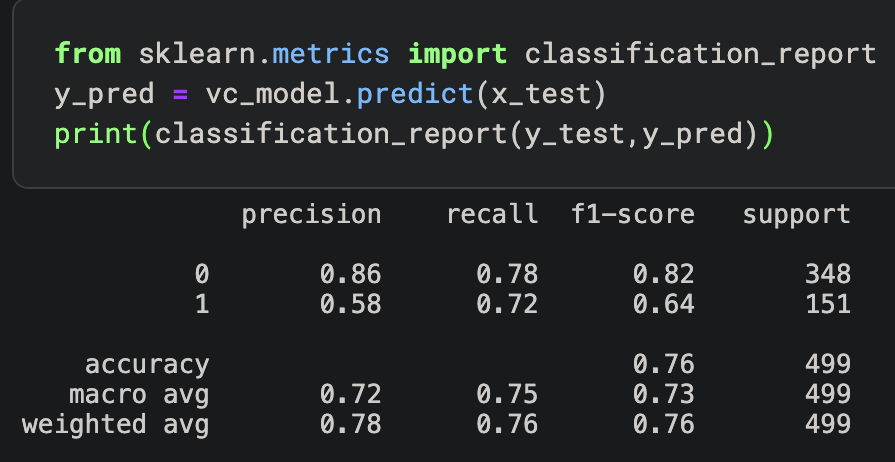 from sklearn.metrics import classification_report
y_pred = vc_model.predict(x_test)
print(classification_report(y_test,y_pred))
precision recall f1-score support
0 0.86 0.78 0.82 348
1 0.58 0.72 0.64 151
accuracy 0.76 499
macro avg 0.72 0.75 0.73 499
weighted avg 0.78 0.76 0.76 499